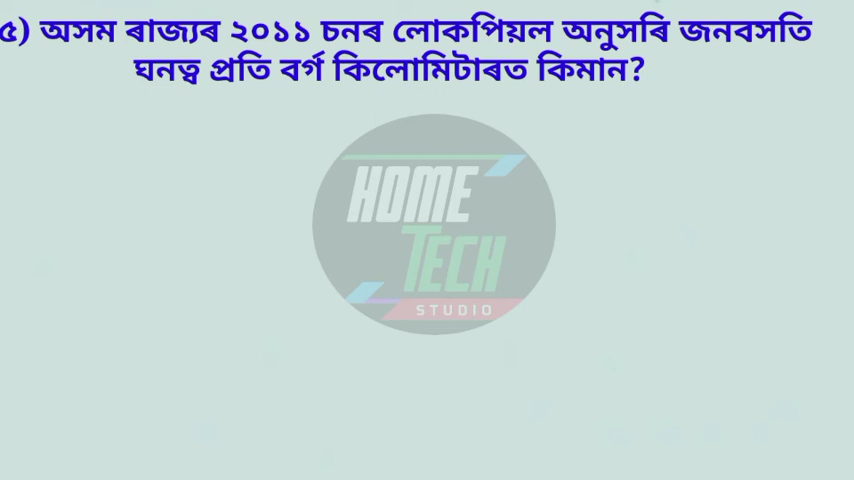 ৫) অসম ৰাজ্যৰ ২০১১ চনৰ লোকপিয়ল অনুসৰি জনবসতি
ঘনত্ব প্ৰতি বৰ্গ কিলোমিটাৰত কিমান?
HOME
TECH
STUDIO